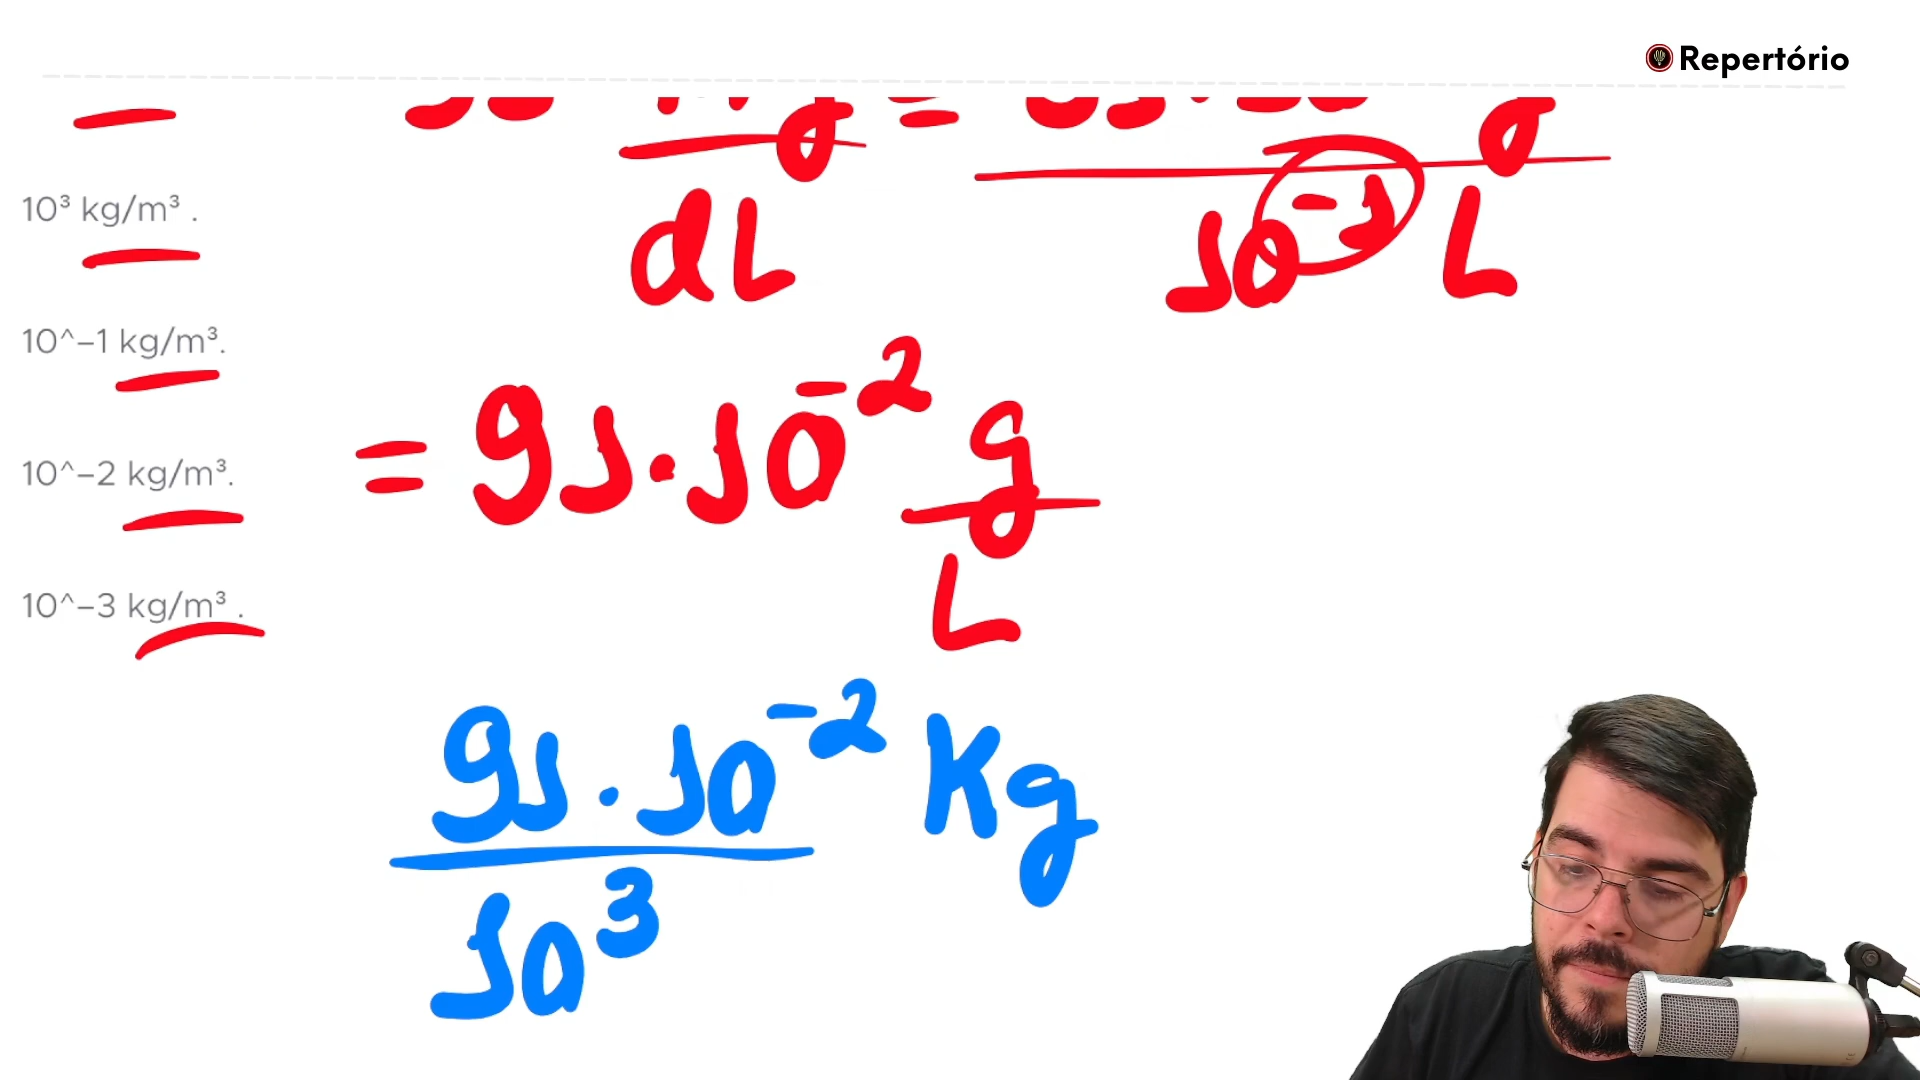 Repertório
mg = g
dL 10⁻¹ L
10³ kg/m³ .
10^–1 kg/m³.
= 91 . 10⁻² g
L
10^–2 kg/m³.
10^–3 kg/m³ .
91 . 10⁻² Kg
10³